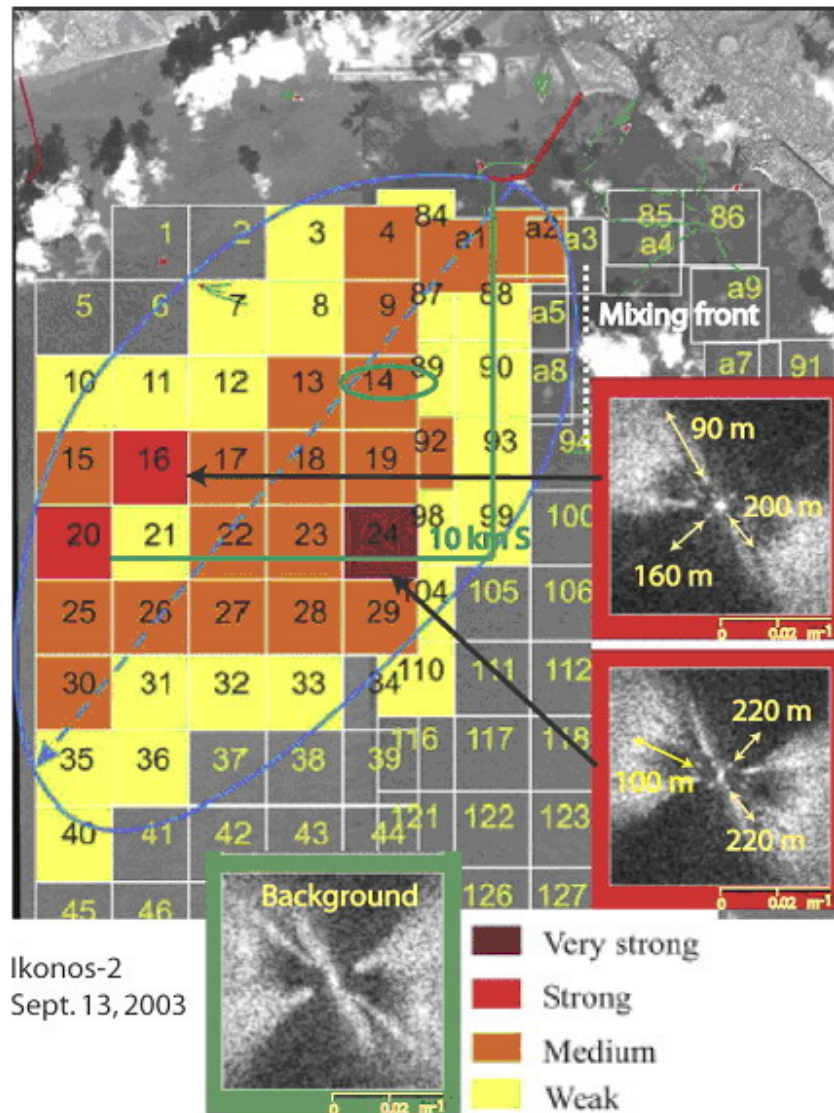 84
1 2 3 4 a1 a2 a3 85 86
a4
5 6 7 8 9 87 88 a5 a9
Mixing front
10 11 12 13 14 89 90 a8 a7 91
15 16 17 18 19 92 93 94
90 m
200 m
160 m
0 0.02 m⁻¹
20 21 22 23 24 98 99 100
10 km S
25 26 27 28 29 104 105 106
30 31 32 33 34 110 111 112
220 m
100 m
220 m
0 0.02 m⁻¹
35 36 37 38 39 116 117 118
40 41 42 43 44 121 122 123
45 46 126 127
Background
0 0.02 m⁻¹
Ikonos-2
Sept. 13, 2003
Very strong
Strong
Medium
Weak